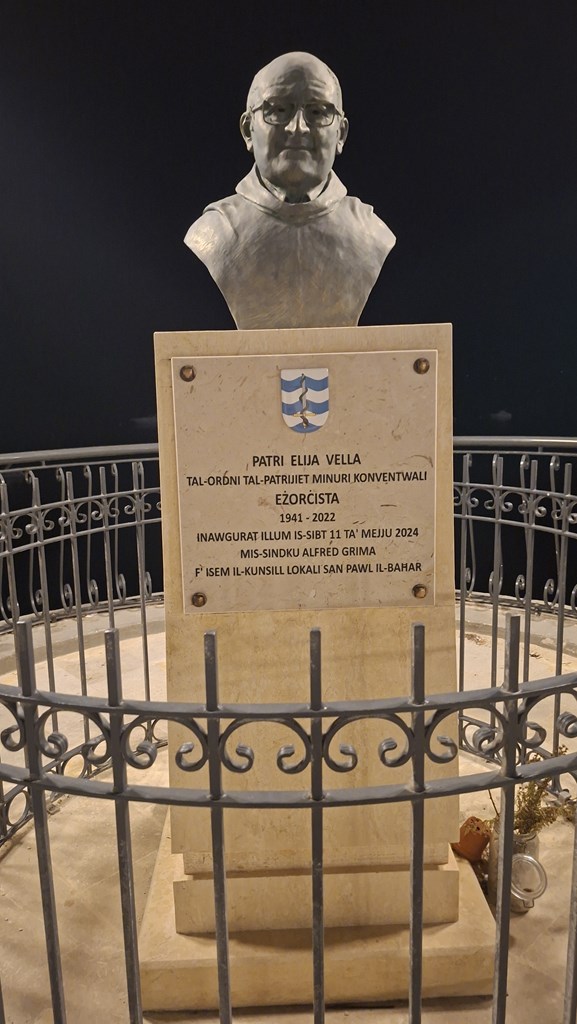 PATRI ELIJA VELLA
TAL-ORDNI TAL-PATRIJIET MINURI KONVENTWALI
EŻORĊISTA
1941 - 2022
INAWGURAT ILLUM IS-SIBT 11 TA' MEJJU 2024
MIS-SINDKU ALFRED GRIMA
F' ISEM IL-KUNSILL LOKALI SAN PAWL IL-BAHAR